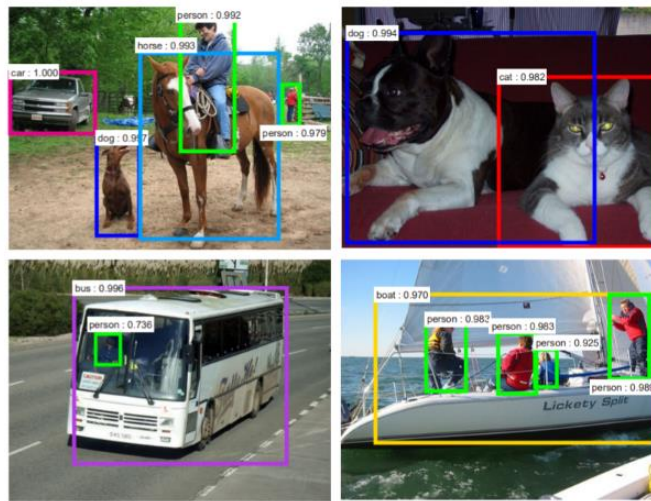 person : 0.992
horse : 0.993
car : 1.000
dog : 0.997
person : 0.979
dog : 0.994
cat : 0.982
bus : 0.996
person : 0.736
boat : 0.970
person : 0.983
person : 0.983
person : 0.925
person : 0.989
Lickety Split